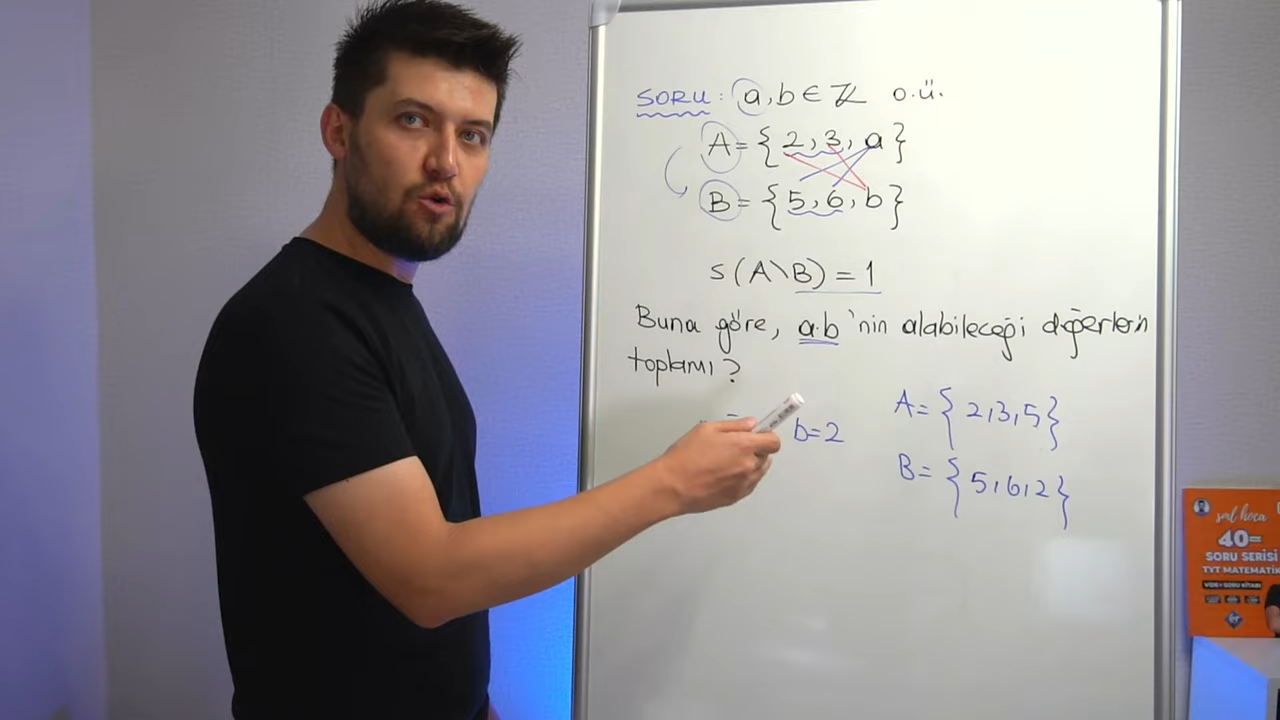 SORU: a,b ∈ ℤ o.ü.
A = {2, 3, a}
B = {5, 6, b}
s(A\B) = 1
Buna göre, a.b'nin alabileceği değerlerin
toplamı?
b=2
A= {2,3,5}
B= {5,6,2}
hoca
40
SORU SERİSİ
TYT MATEMATİK